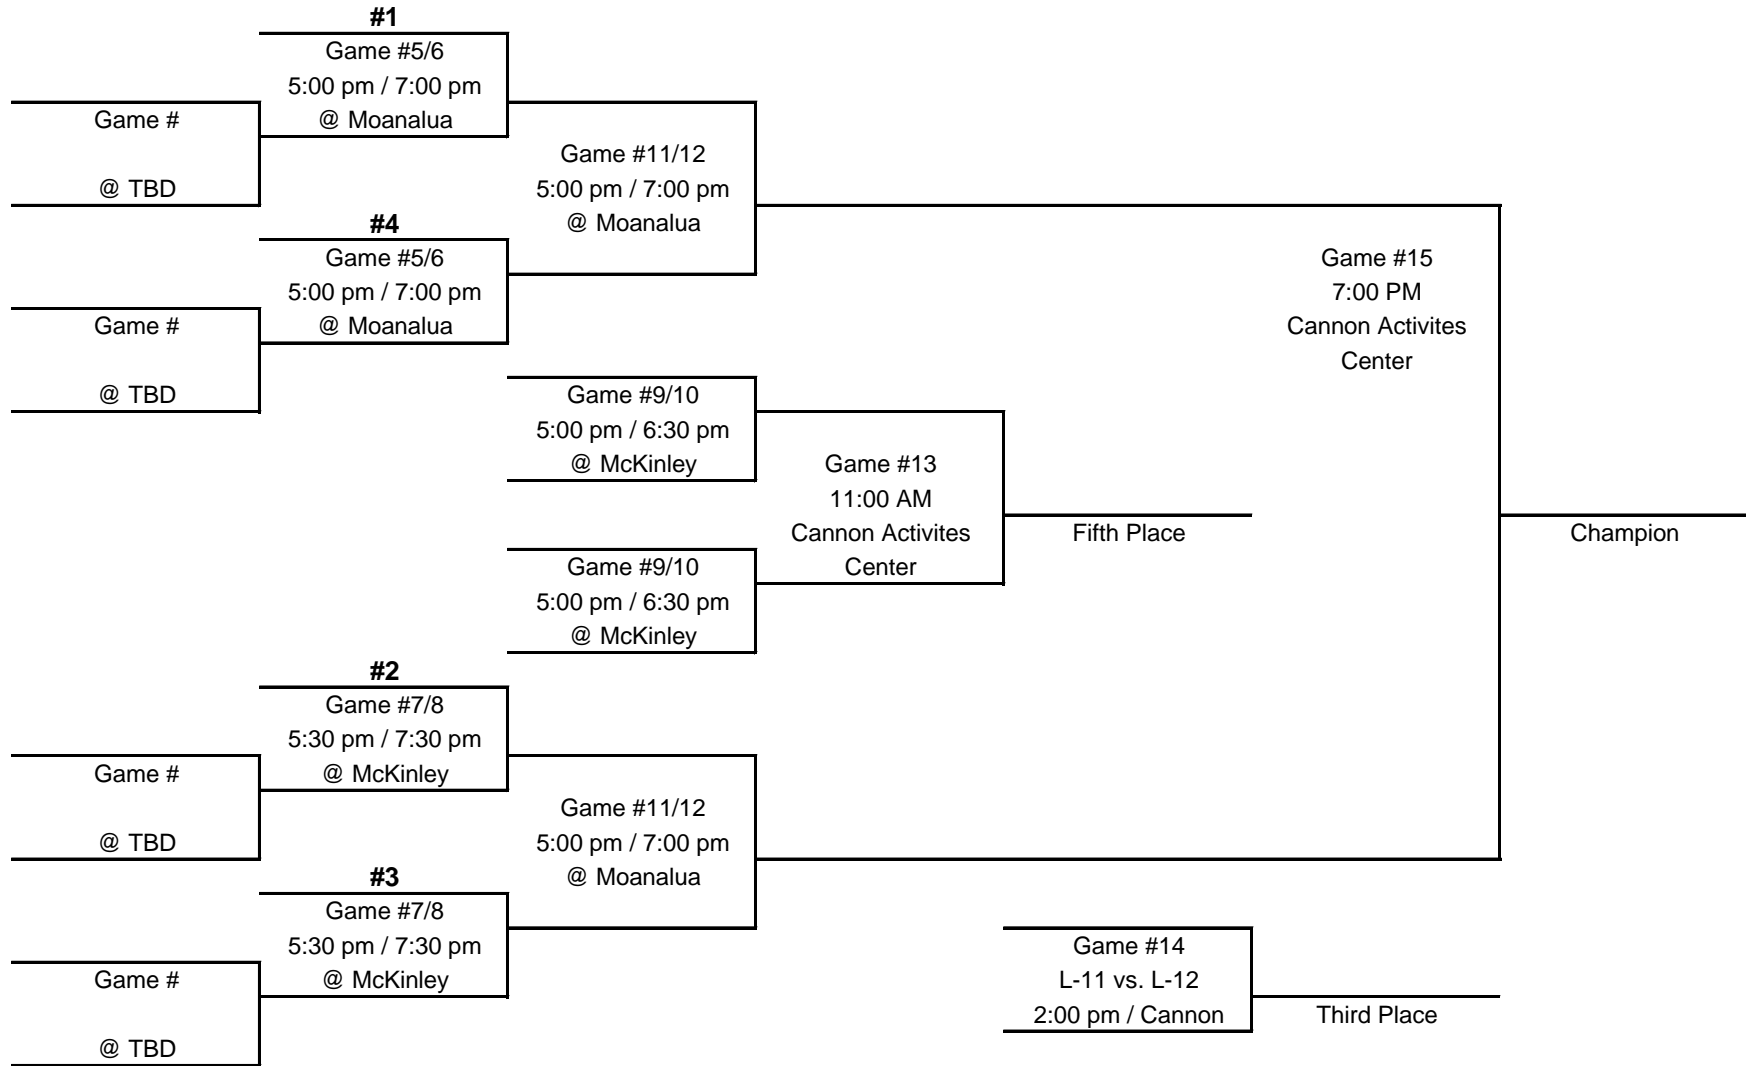 #1
Game #5/6
5:00 pm / 7:00 pm
@ Moanalua
Game #
@ TBD
#4
Game #5/6
5:00 pm / 7:00 pm
@ Moanalua
Game #
@ TBD
Game #11/12
5:00 pm / 7:00 pm
@ Moanalua
Game #9/10
5:00 pm / 6:30 pm
@ McKinley
Game #9/10
5:00 pm / 6:30 pm
@ McKinley
Game #13
11:00 AM
Cannon Activites
Center
Fifth Place
Game #15
7:00 PM
Cannon Activites
Center
Champion
#2
Game #7/8
5:30 pm / 7:30 pm
@ McKinley
Game #
@ TBD
#3
Game #7/8
5:30 pm / 7:30 pm
@ McKinley
Game #
@ TBD
Game #11/12
5:00 pm / 7:00 pm
@ Moanalua
Game #14
L-11 vs. L-12
2:00 pm / Cannon
Third Place